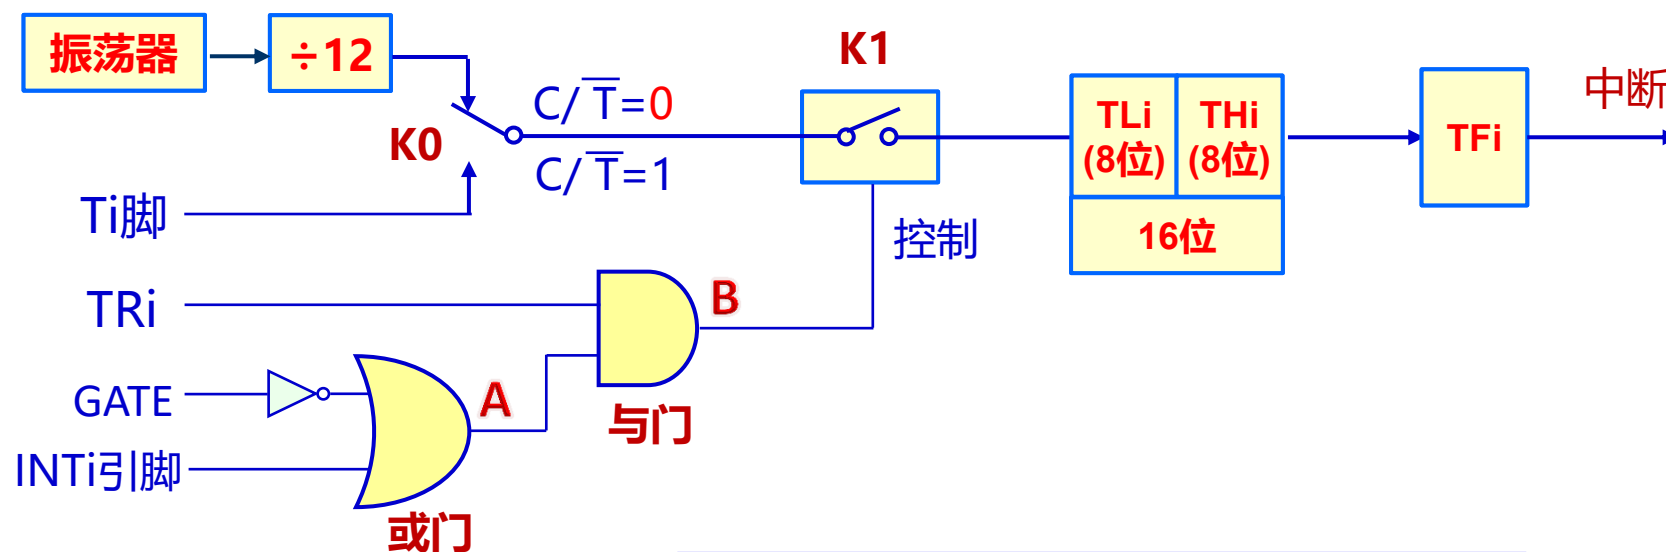 振荡器
÷12
K1
中断
C/T̅=0
K0
C/T̅=1
TLi
(8位)
THi
(8位)
TFi
Ti脚
16位
控制
TRi
B
GATE
A
与门
INTi引脚
或门